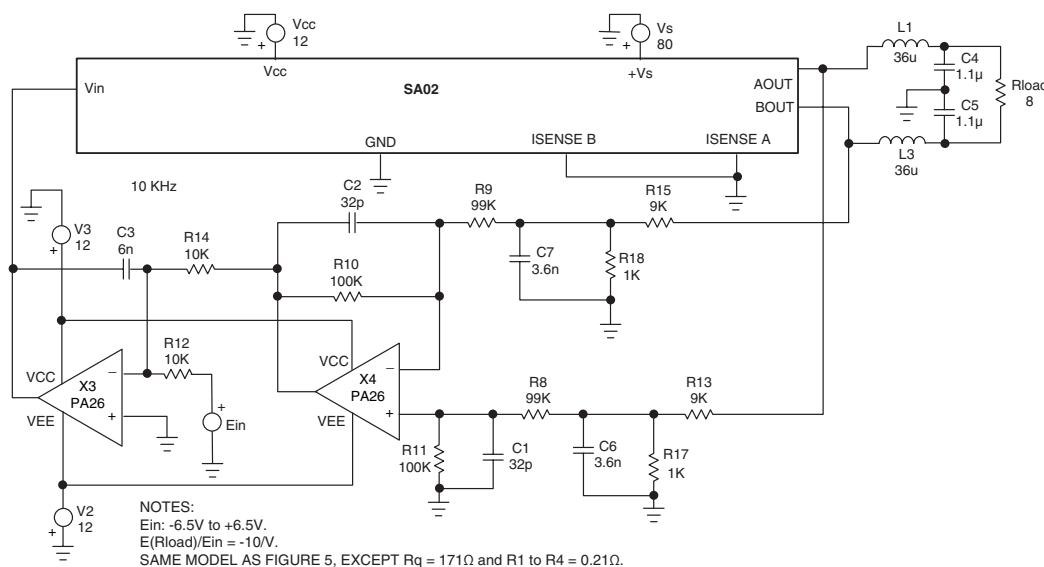 Vcc
12
Vs
80
Vcc
+Vs
Vin
SA02
AOUT
BOUT
GND
ISENSE B
ISENSE A
L1
36u
C4
1.1µ
C5
1.1µ
Rload
8
L3
36u
10 KHz
C2
32p
R9
99K
R15
9K
V3
12
C3
6n
R14
10K
R10
100K
C7
3.6n
R18
1K
R12
10K
VCC
X3
PA26
VEE
–
+
Ein
+
VCC
X4
PA26
VEE
–
+
R8
99K
R13
9K
R11
100K
C1
32p
C6
3.6n
R17
1K
V2
12
+
+
+
+
NOTES:
Ein: -6.5V to +6.5V.
E(Rload)/Ein = -10/V.
SAME MODEL AS FIGURE 5, EXCEPT Rq = 171Ω and R1 to R4 = 0.21Ω.